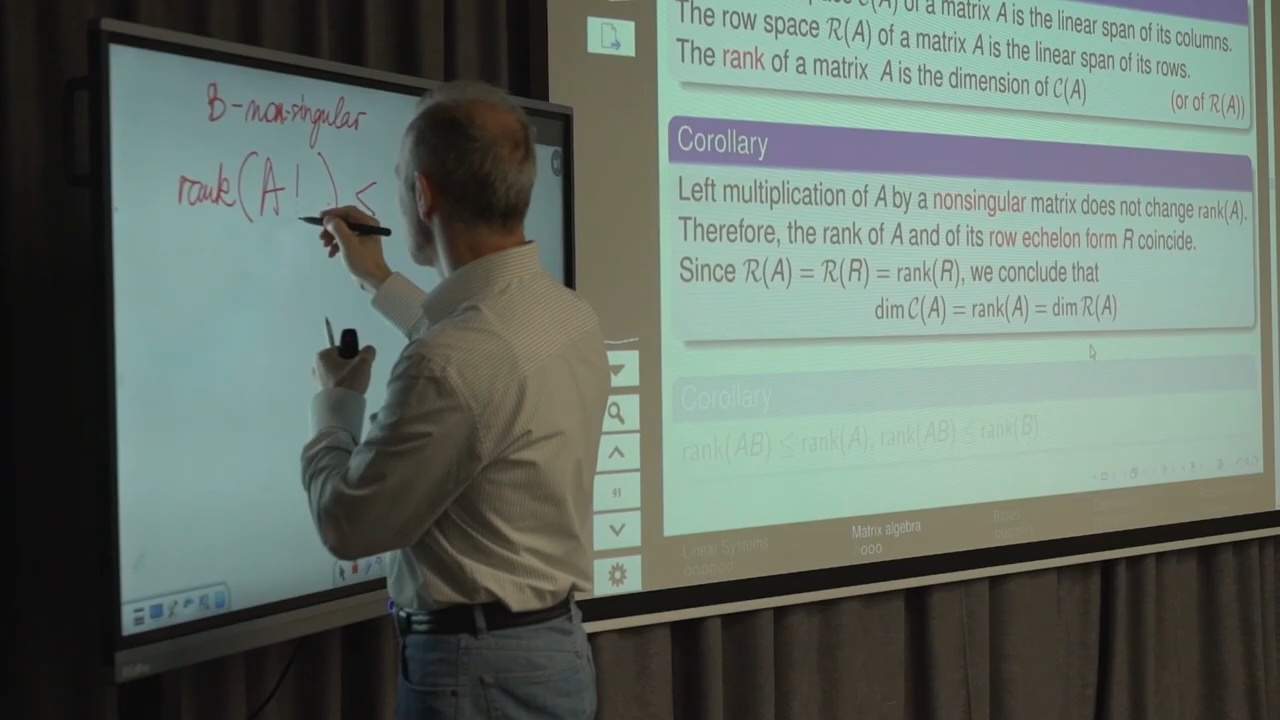 B-non-singular
rank(A| ) <
space C(A) of a matrix A is the linear span of its columns.
The row space R(A) of a matrix A is the linear span of its rows.
The rank of a matrix A is the dimension of C(A)
(or of R(A))
Corollary
Left multiplication of A by a nonsingular matrix does not change rank(A).
Therefore, the rank of A and of its row echelon form R coincide.
Since R(A) = R(R) = rank(R), we conclude that
dim C(A) = rank(A) = dim R(A)
Corollary
rank(AB) ≤ rank(A), rank(AB) ≤ rank(B)
93
Linear Systems
Matrix algebra
Bases